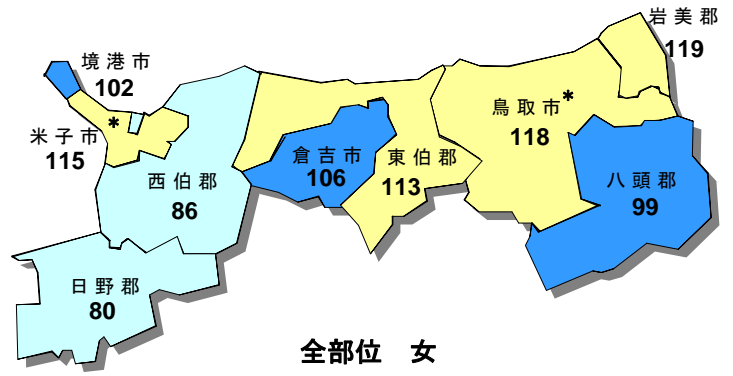 岩美郡
119
境港市
102
鳥取市*
118
*
米子市
115
倉吉市
106
東伯郡
113
八頭郡
99
西伯郡
86
日野郡
80
全部位 女